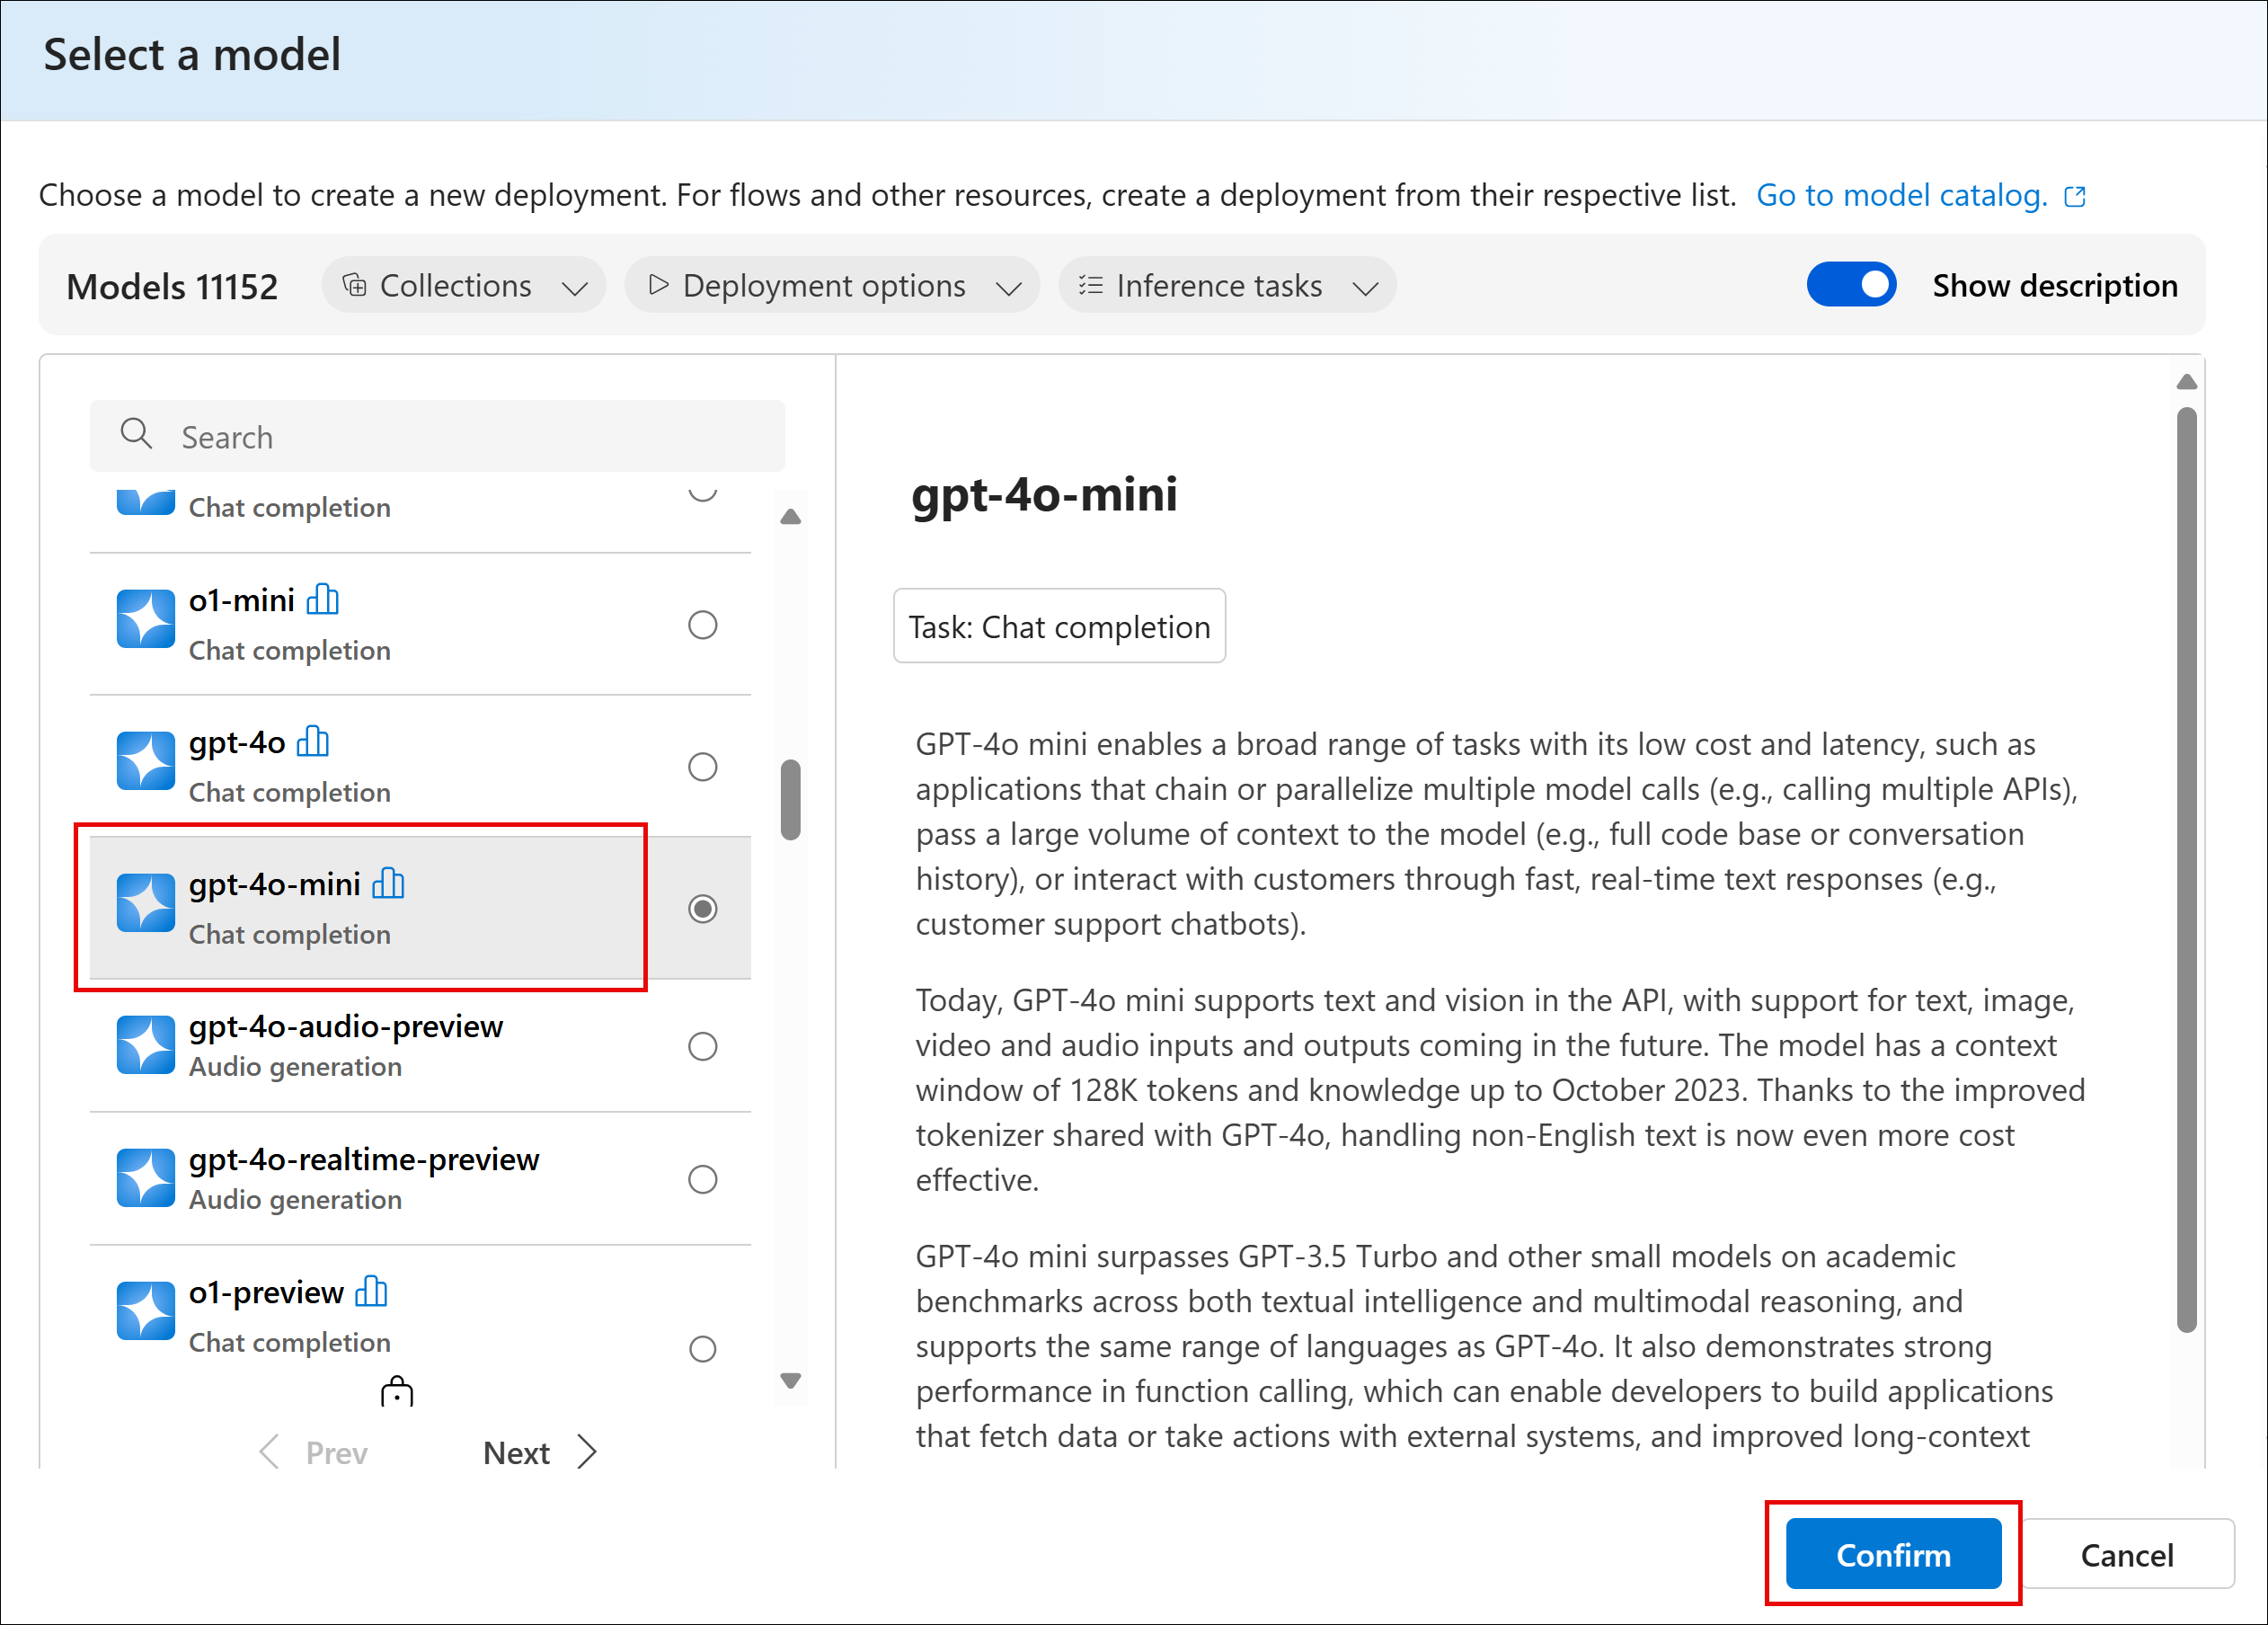 Select a model
Choose a model to create a new deployment. For flows and other resources, create a deployment from their respective list. Go to model catalog.
Models 11152 Collections Deployment options Inference tasks Show description
Search
Chat completion
o1-mini
Chat completion
gpt-4o
Chat completion
gpt-4o-mini
Chat completion
gpt-4o-audio-preview
Audio generation
gpt-4o-realtime-preview
Audio generation
o1-preview
Chat completion
Prev Next
gpt-4o-mini
Task: Chat completion
GPT-4o mini enables a broad range of tasks with its low cost and latency, such as
applications that chain or parallelize multiple model calls (e.g., calling multiple APIs),
pass a large volume of context to the model (e.g., full code base or conversation
history), or interact with customers through fast, real-time text responses (e.g.,
customer support chatbots).
Today, GPT-4o mini supports text and vision in the API, with support for text, image,
video and audio inputs and outputs coming in the future. The model has a context
window of 128K tokens and knowledge up to October 2023. Thanks to the improved
tokenizer shared with GPT-4o, handling non-English text is now even more cost
effective.
GPT-4o mini surpasses GPT-3.5 Turbo and other small models on academic
benchmarks across both textual intelligence and multimodal reasoning, and
supports the same range of languages as GPT-4o. It also demonstrates strong
performance in function calling, which can enable developers to build applications
that fetch data or take actions with external systems, and improved long-context
Confirm Cancel